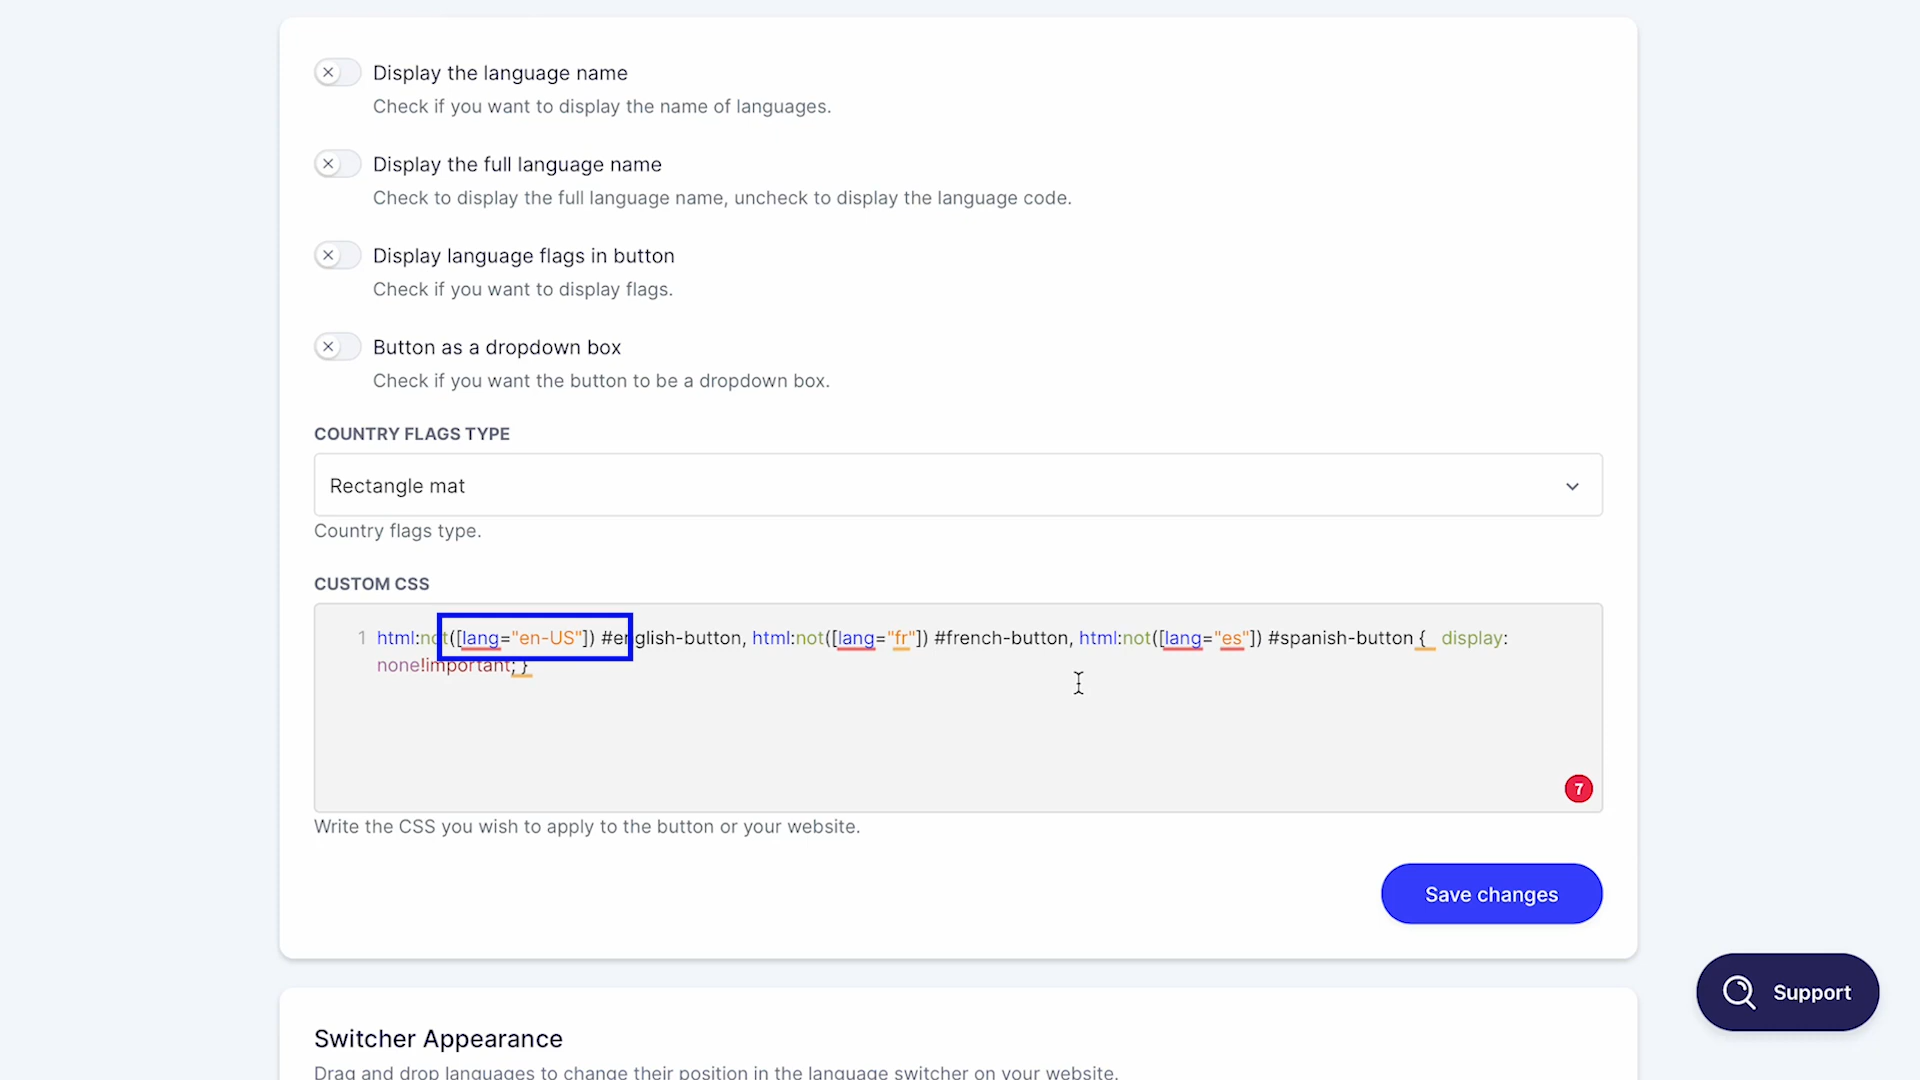 Display the language name
Check if you want to display the name of languages.
Display the full language name
Check to display the full language name, uncheck to display the language code.
Display language flags in button
Check if you want to display flags.
Button as a dropdown box
Check if you want the button to be a dropdown box.
COUNTRY FLAGS TYPE
Rectangle mat
Country flags type.
CUSTOM CSS
1 html:not([lang="en-US"]) #english-button, html:not([lang="fr"]) #french-button, html:not([lang="es"]) #spanish-button { display:
none!important; }
7
Write the CSS you wish to apply to the button or your website.
Save changes
Support
Switcher Appearance
Drag and drop languages to change their position in the language switcher on your website.